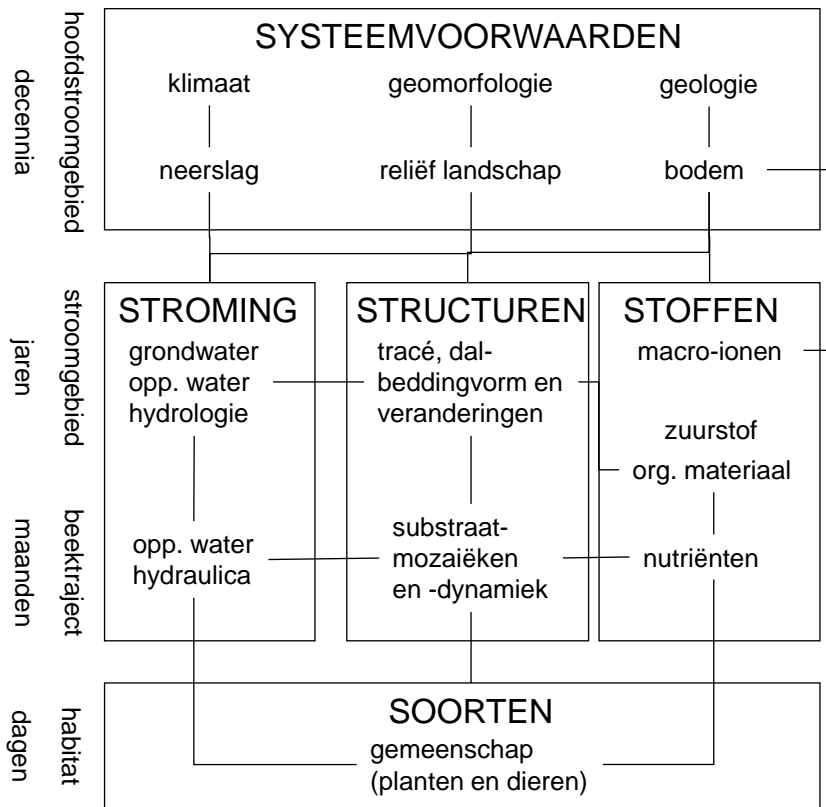 SYSTEEMVOORWAARDEN
klimaat
geomorfologie
geologie
neerslag
reliëf landschap
bodem
hoofdstroomgebied
decennia
STROMING
grondwater
opp. water
hydrologie
opp. water
hydraulica
STRUCTUREN
tracé, dal-
beddingvorm en
veranderingen
substraat-
mozaiëken
en -dynamiek
STOFFEN
macro-ionen
zuurstof
org. materiaal
nutriënten
stroomgebied
jaren
beektraject
maanden
SOORTEN
gemeenschap
(planten en dieren)
habitat
dagen